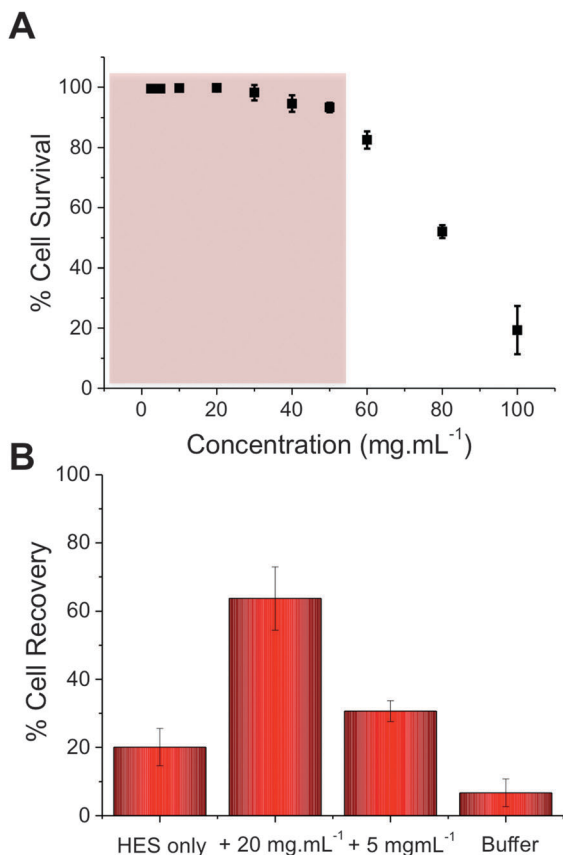 A
% Cell Survival
100
80
60
40
20
0
0 20 40 60 80 100
Concentration (mg.mL⁻¹)
B
% Cell Recovery
100
80
60
40
20
0
HES only + 20 mg.mL⁻¹ + 5 mgmL⁻¹ Buffer